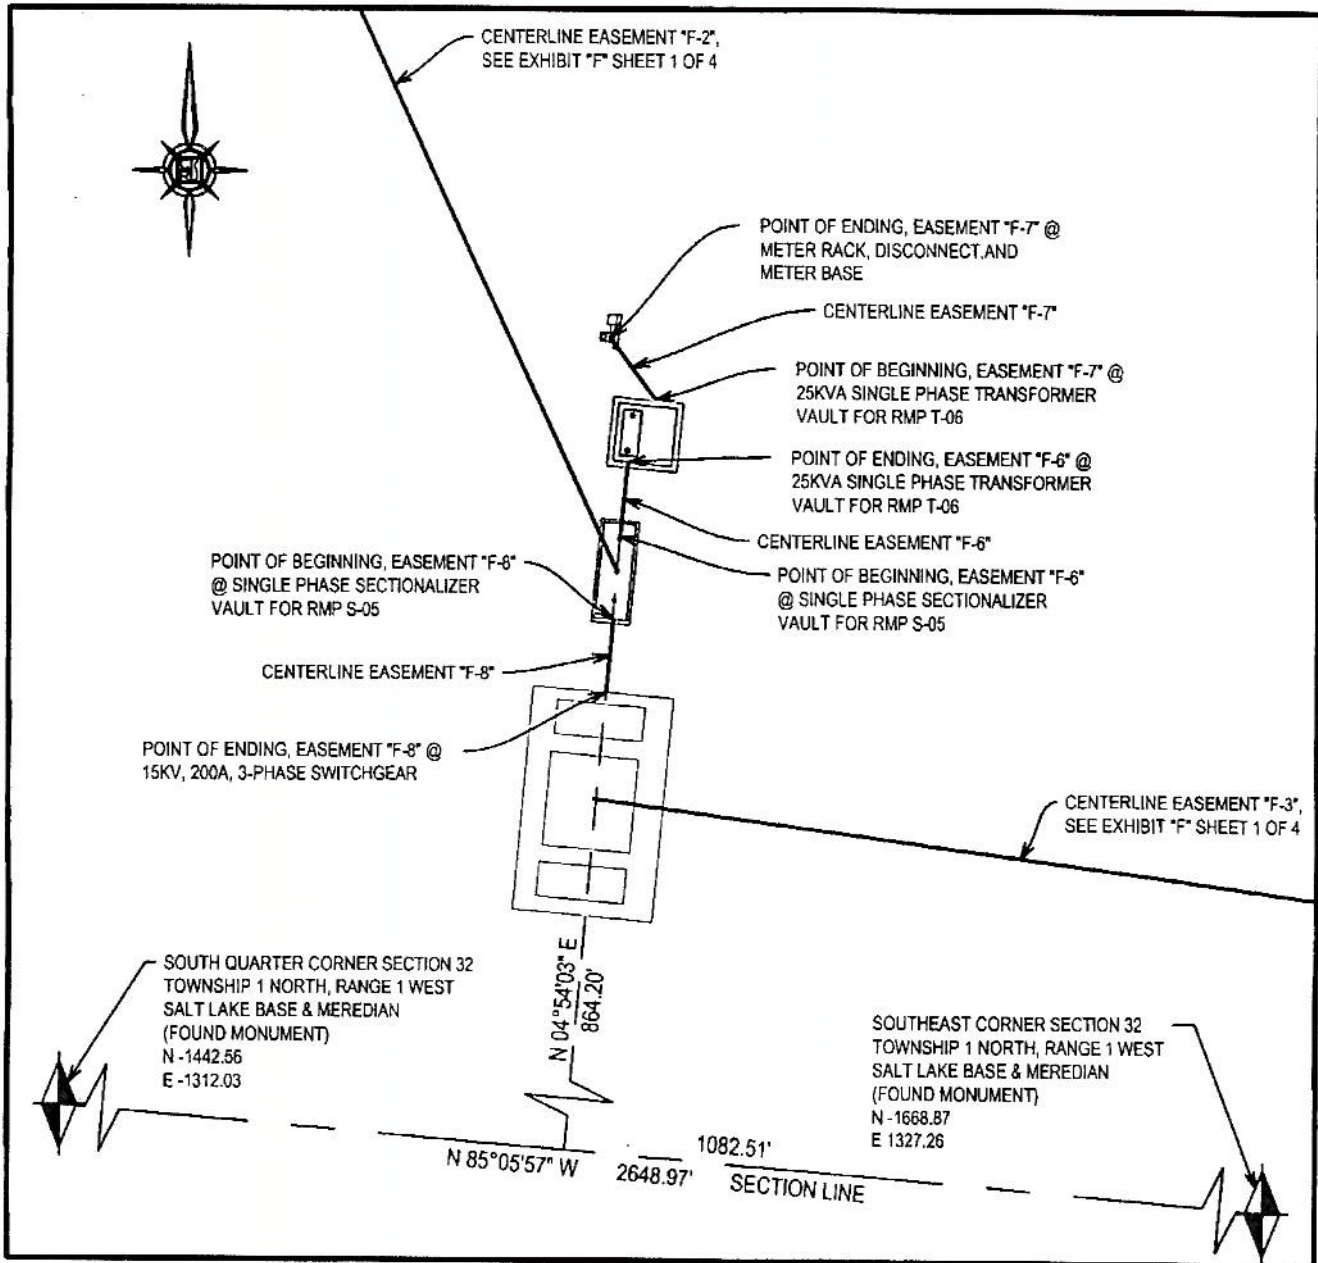 CENTERLINE EASEMENT "F-2",
SEE EXHIBIT "F" SHEET 1 OF 4
POINT OF ENDING, EASEMENT "F-7" @
METER RACK, DISCONNECT,AND
METER BASE
CENTERLINE EASEMENT "F-7"
POINT OF BEGINNING, EASEMENT "F-7" @
25KVA SINGLE PHASE TRANSFORMER
VAULT FOR RMP T-06
POINT OF ENDING, EASEMENT "F-6" @
25KVA SINGLE PHASE TRANSFORMER
VAULT FOR RMP T-06
CENTERLINE EASEMENT "F-6"
POINT OF BEGINNING, EASEMENT "F-8"
@ SINGLE PHASE SECTIONALIZER
VAULT FOR RMP S-05
POINT OF BEGINNING, EASEMENT "F-6"
@ SINGLE PHASE SECTIONALIZER
VAULT FOR RMP S-05
CENTERLINE EASEMENT "F-8"
POINT OF ENDING, EASEMENT "F-8" @
15KV, 200A, 3-PHASE SWITCHGEAR
CENTERLINE EASEMENT "F-3",
SEE EXHIBIT "F" SHEET 1 OF 4
N 04°54'03" E
864.20'
SOUTH QUARTER CORNER SECTION 32
TOWNSHIP 1 NORTH, RANGE 1 WEST
SALT LAKE BASE & MEREDIAN
(FOUND MONUMENT)
N -1442.56
E -1312.03
SOUTHEAST CORNER SECTION 32
TOWNSHIP 1 NORTH, RANGE 1 WEST
SALT LAKE BASE & MEREDIAN
(FOUND MONUMENT)
N -1668.87
E 1327.26
1082.51'
N 85°05'57" W
2648.97'
SECTION LINE